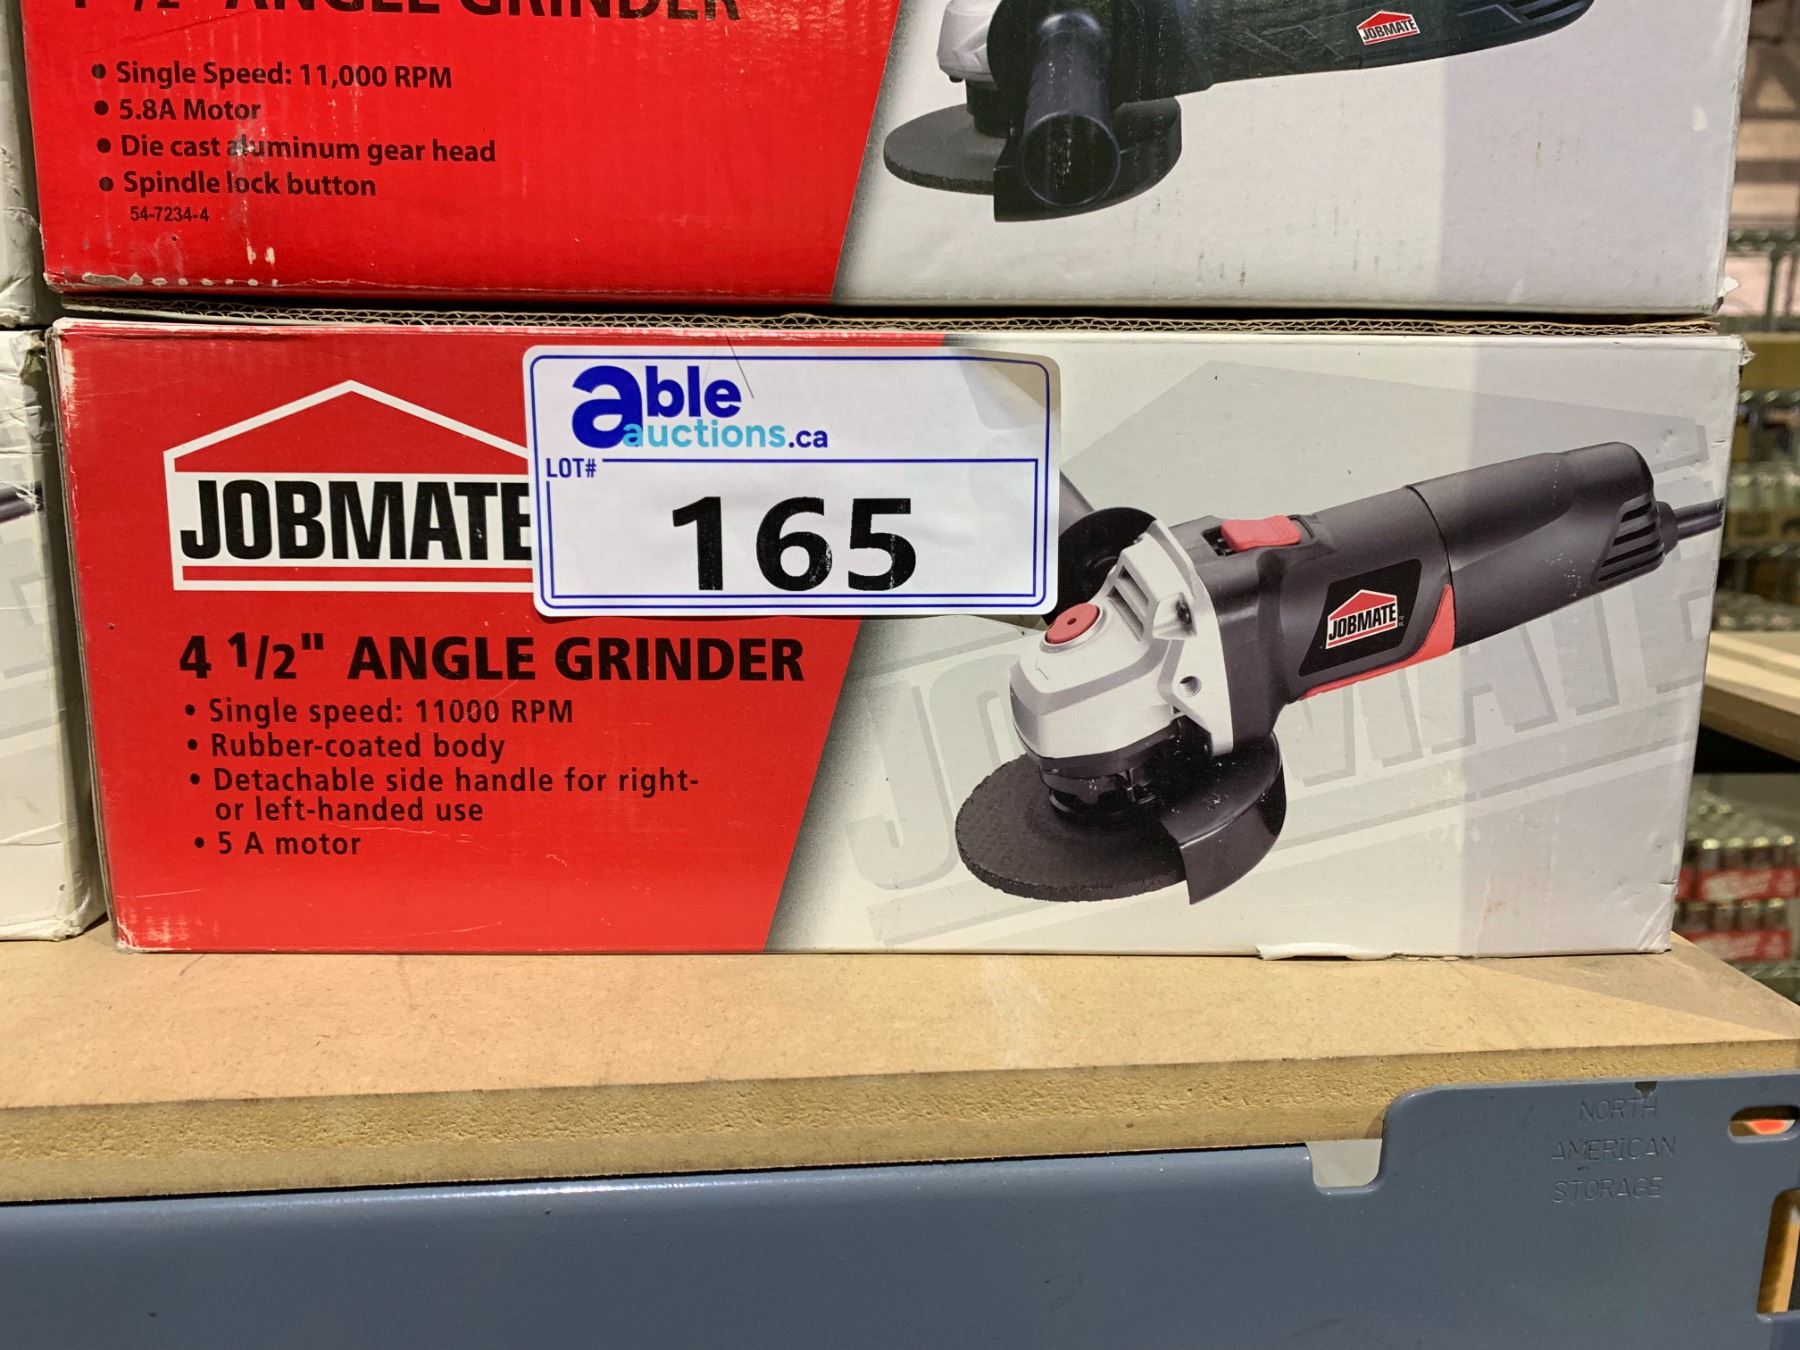 ANGLE GRINDER
• Single Speed: 11,000 RPM
• 5.8A Motor
• Die cast aluminum gear head
• Spindle lock button
54-7234-4
JOBMATE
able
auctions.ca
LOT#
165
JOBMATE
4 1/2" ANGLE GRINDER
• Single speed: 11000 RPM
• Rubber-coated body
• Detachable side handle for right-
or left-handed use
• 5 A motor
JOBMATE
JOBMATE
NORTH
AMERICAN
STORAGE